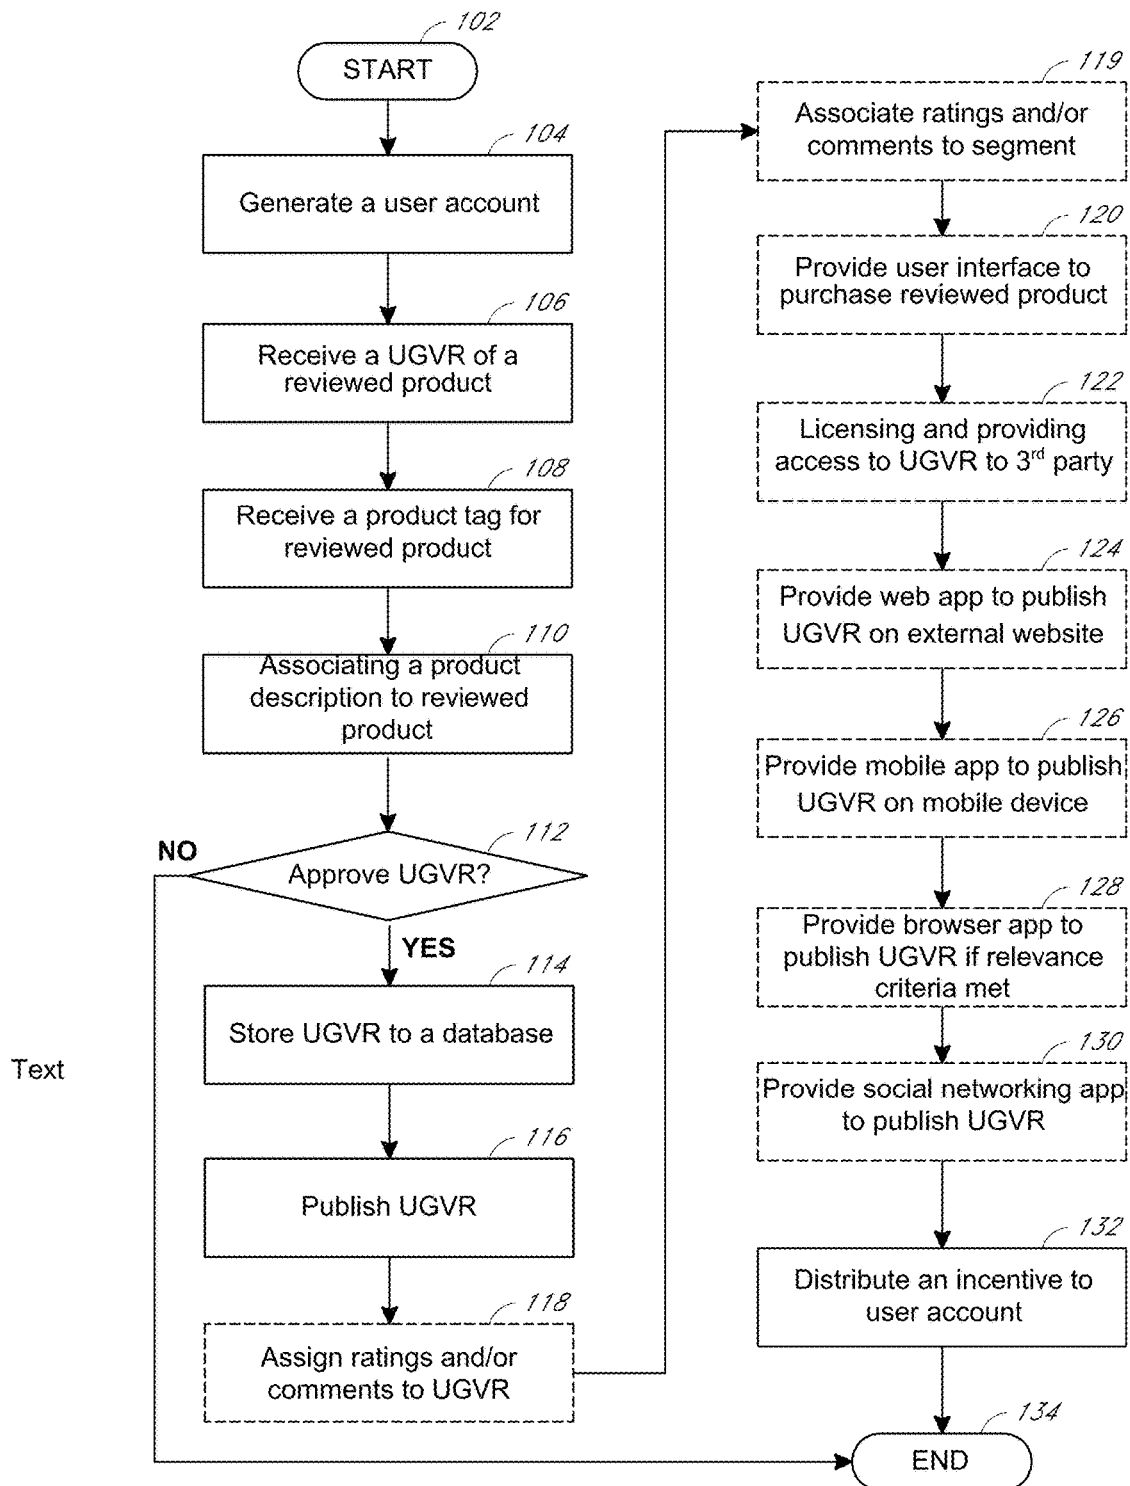 102
START
104
Generate a user account
106
Receive a UGVR of a
reviewed product
108
Receive a product tag for
reviewed product
110
Associating a product
description to reviewed
product
112
NO
Approve UGVR?
YES
114
Store UGVR to a database
Text
116
Publish UGVR
118
Assign ratings and/or
comments to UGVR
119
Associate ratings and/or
comments to segment
120
Provide user interface to
purchase reviewed product
122
Licensing and providing
access to UGVR to 3rd party
124
Provide web app to publish
UGVR on external website
126
Provide mobile app to publish
UGVR on mobile device
128
Provide browser app to
publish UGVR if relevance
criteria met
130
Provide social networking app
to publish UGVR
132
Distribute an incentive to
user account
134
END